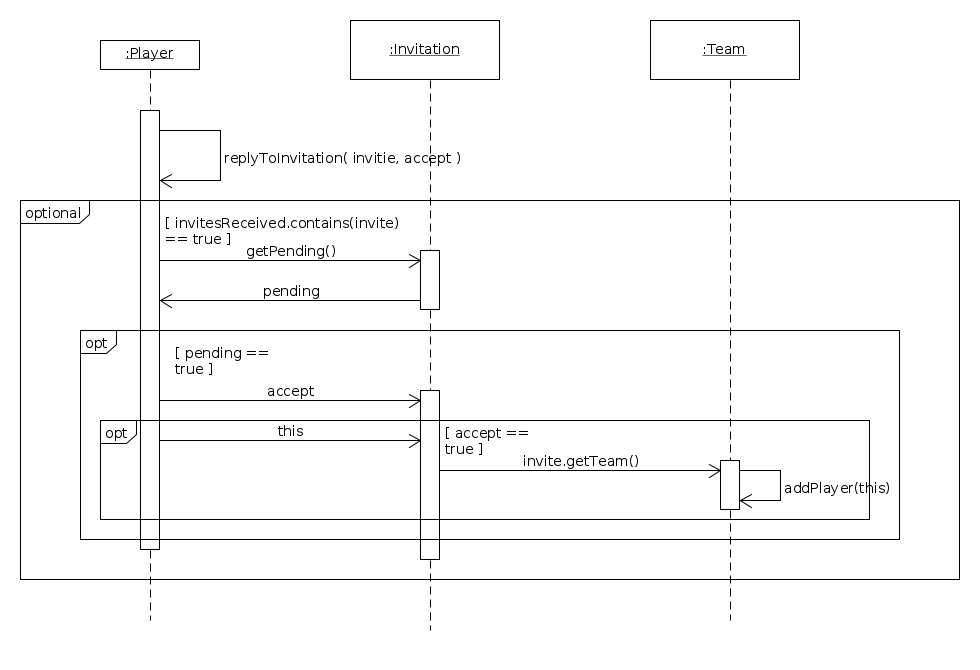 :Player
:Invitation
:Team
replyToInvitation( invitie, accept )
optional
[ invitesReceived.contains(invite)
== true ]
getPending()
pending
opt
[ pending ==
true ]
accept
opt
this
[ accept ==
true ]
invite.getTeam()
addPlayer(this)